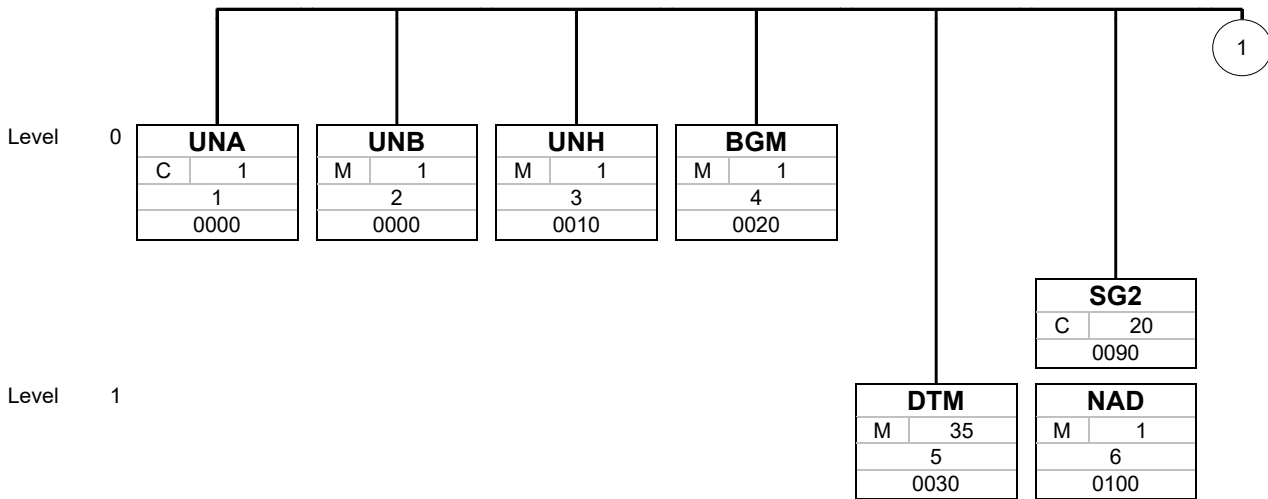 1
Level 0 UNA UNB UNH BGM
C 1 M 1 M 1 M 1
1 2 3 4
0000 0000 0010 0020
SG2
C 20
0090
Level 1 DTM NAD
M 35 M 1
5 6
0030 0100